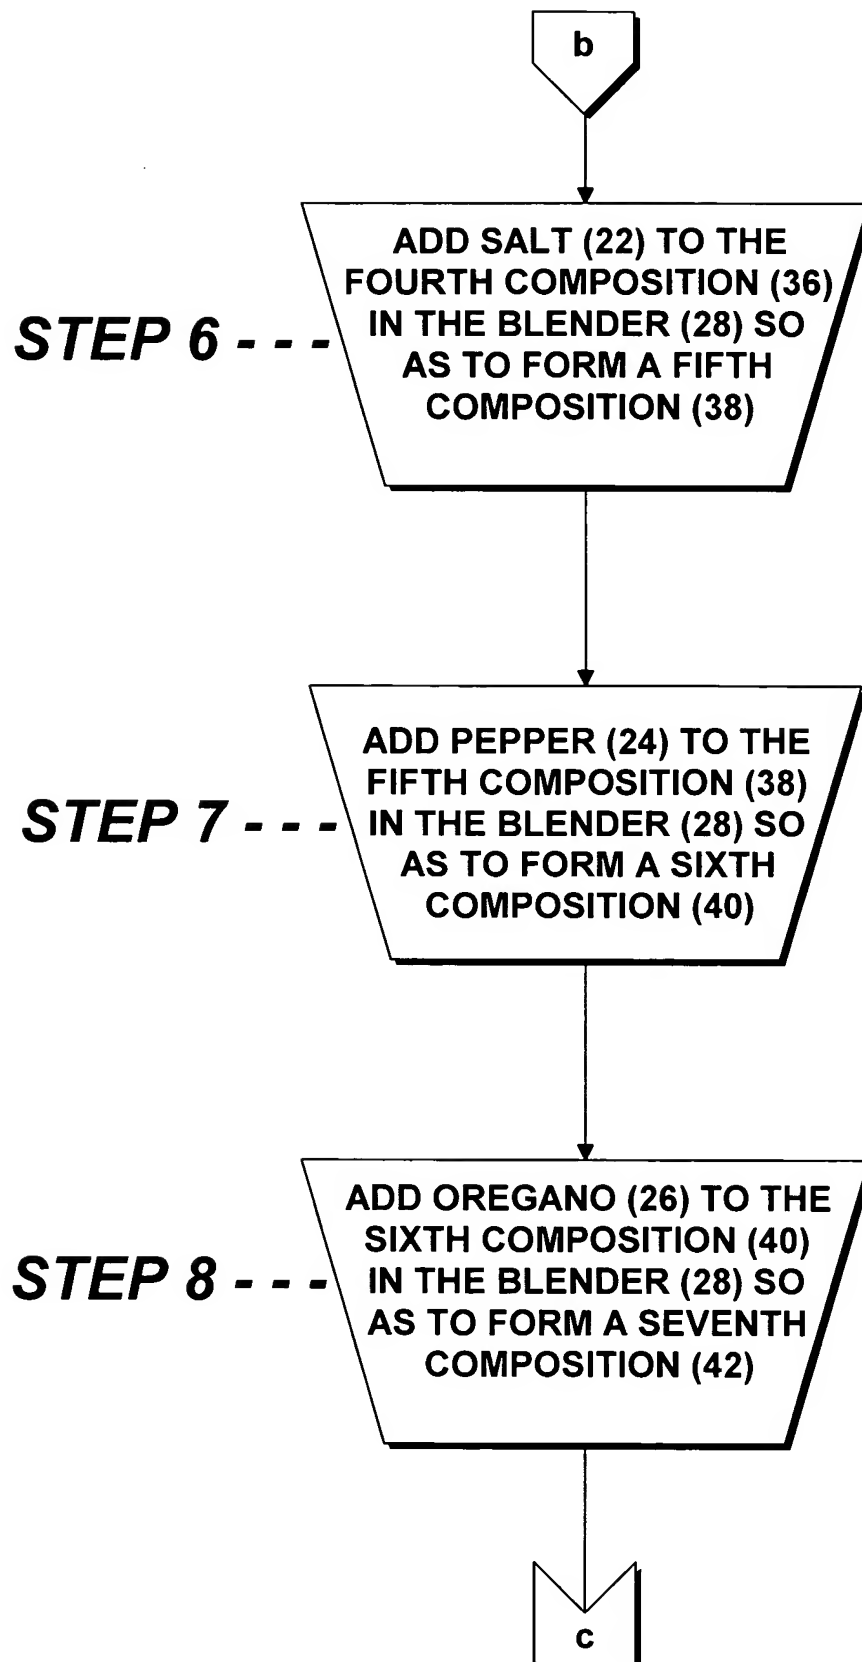 b
ADD SALT (22) TO THE
FOURTH COMPOSITION (36)
STEP 6 - - - IN THE BLENDER (28) SO
AS TO FORM A FIFTH
COMPOSITION (38)
ADD PEPPER (24) TO THE
FIFTH COMPOSITION (38)
STEP 7 - - - IN THE BLENDER (28) SO
AS TO FORM A SIXTH
COMPOSITION (40)
ADD OREGANO (26) TO THE
SIXTH COMPOSITION (40)
STEP 8 - - - IN THE BLENDER (28) SO
AS TO FORM A SEVENTH
COMPOSITION (42)
c